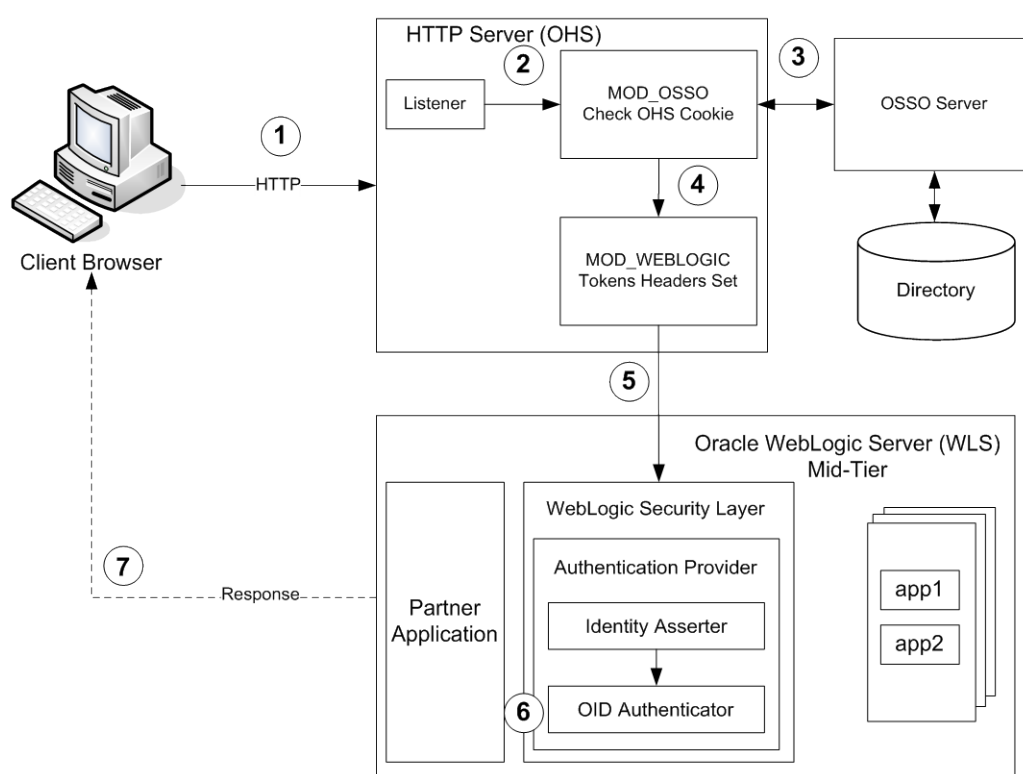 HTTP Server (OHS)
2
3
Listener
MOD_OSSO
Check OHS Cookie
OSSO Server
1
HTTP
4
Client Browser
MOD_WEBLOGIC
Tokens Headers Set
Directory
5
Oracle WebLogic Server (WLS)
Mid-Tier
WebLogic Security Layer
7
Response
Partner
Application
Authentication Provider
Identity Asserter
OID Authenticator
6
app1
app2